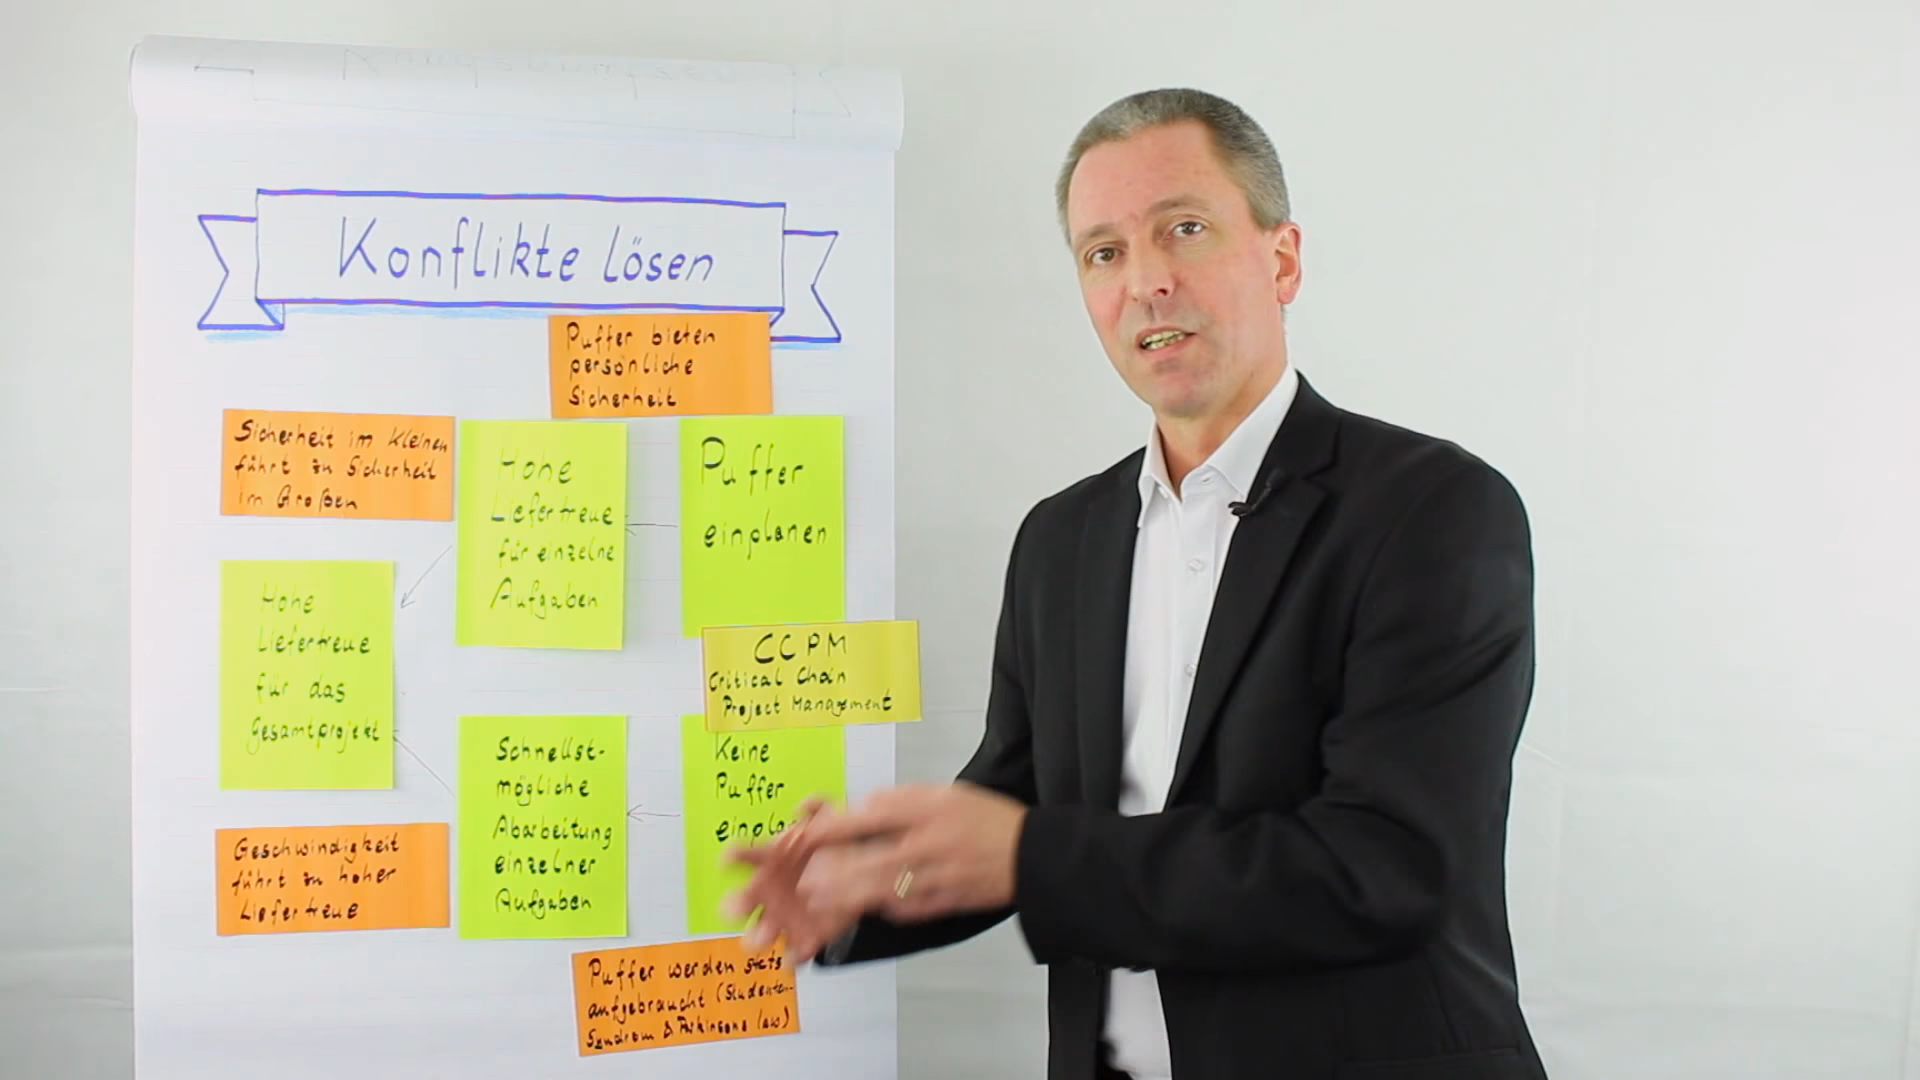 Konflikte lösen
Puffer bieten
persönliche
Sicherheit
Sicherheit im Kleinen
führt zu Sicherheit
im Großen
Hohe
Liefertreue
für einzelne
Aufgaben
Puffer
einplanen
Hohe
Liefertreue
für das
Gesamtprojekt
CCPM
Critical Chain
Project Management
Schnellst-
mögliche
Abarbeitung
einzelner
Aufgaben
Keine
Puffer
einplan
Geschwindigkeit
führt zu hoher
Liefertreue
Puffer werden stets
aufgebraucht (Studenten-
Syndrom & Parkinsons Law)